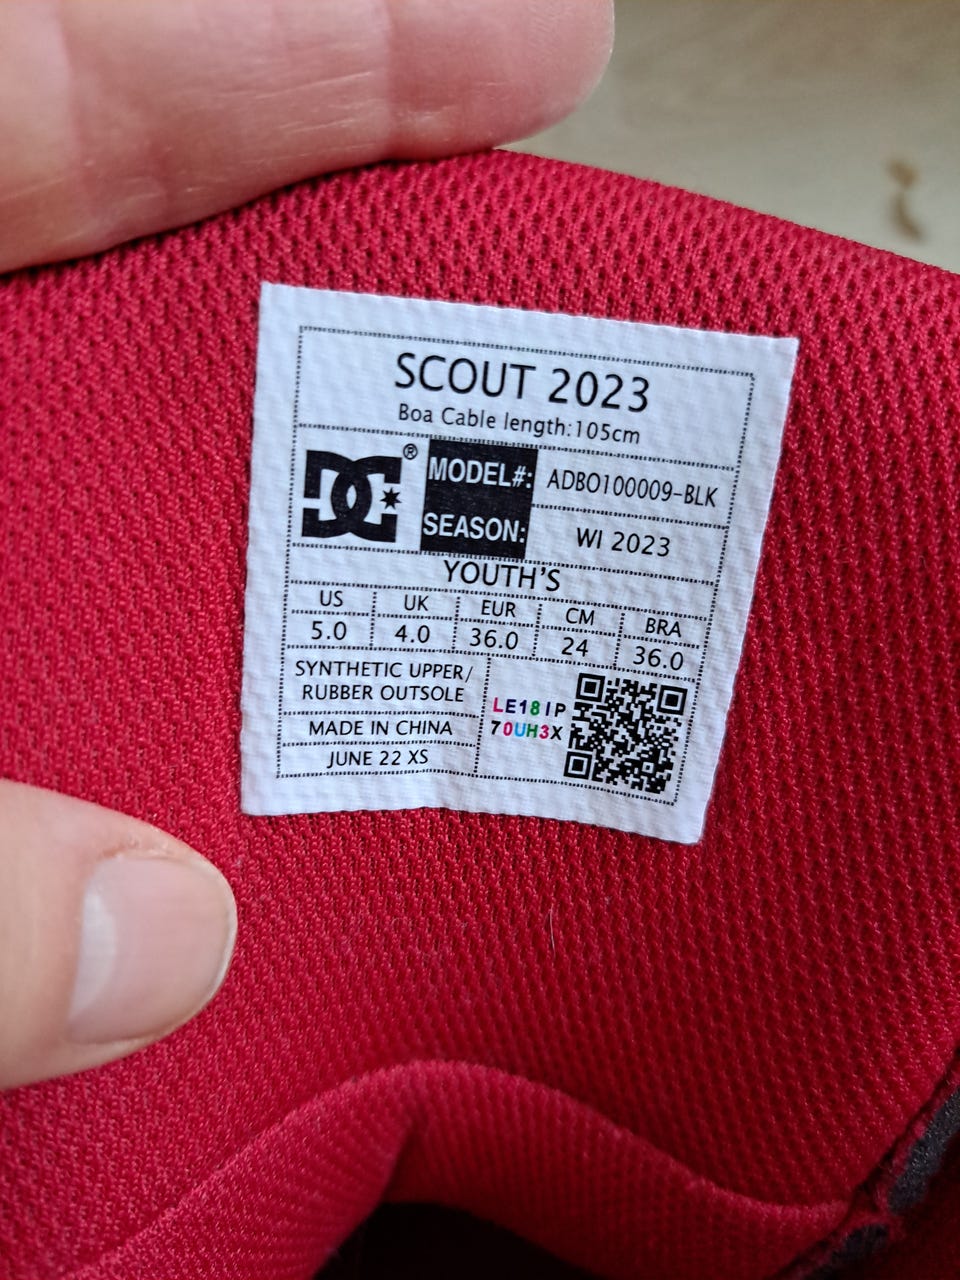 SCOUT 2023
Boa Cable length:105cm
DC®
MODEL#: ADBO100009-BLK
SEASON: WI 2023
YOUTH'S
US UK EUR CM BRA
5.0 4.0 36.0 24 36.0
SYNTHETIC UPPER/
RUBBER OUTSOLE
MADE IN CHINA
JUNE 22 XS
LE18IP
70UH3X